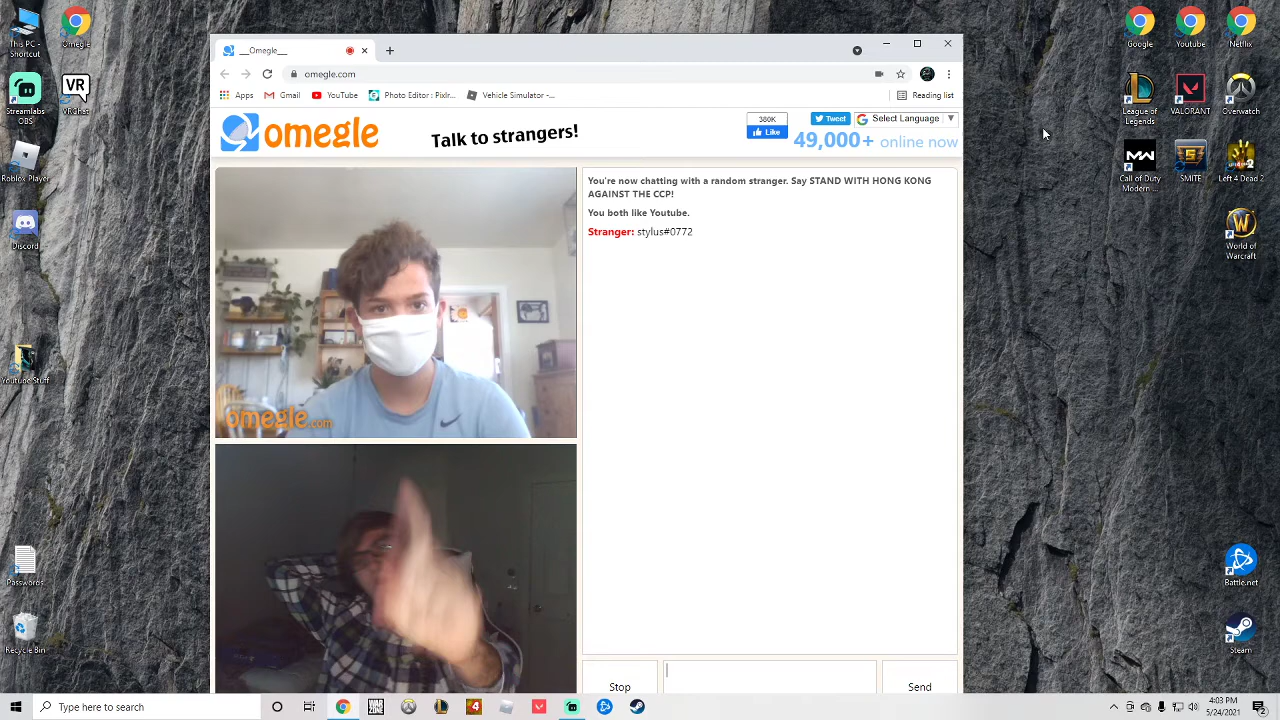 This PC - Shortcut
Omegle
Streamlabs OBS
VR
VRChat
Roblox Player
Discord
Youtube Stuff
Passwords
Recycle Bin
__Omegle__
omegle.com
Apps
Gmail
YouTube
Photo Editor : Pixlr...
Vehicle Simulator -...
Reading list
omegle
Talk to strangers!
380K
Like
Tweet
G Select Language
49,000+ online now
omegle.com
You're now chatting with a random stranger. Say STAND WITH HONG KONG
AGAINST THE CCP!
You both like Youtube.
Stranger: stylus#0772
Stop
Send
Google
Youtube
Netflix
League of Legends
VALORANT
Overwatch
Call of Duty Modern ...
SMITE
Left 4 Dead 2
World of Warcraft
Battle.net
Steam
Type here to search
4:03 PM
5/24/2021